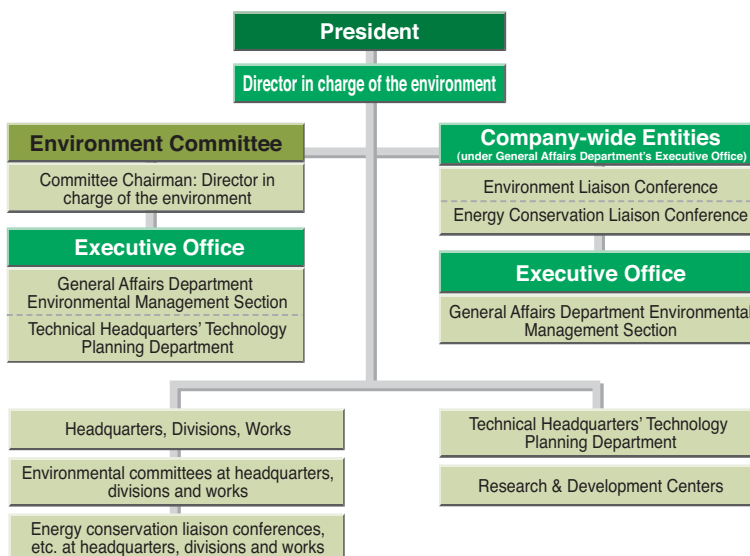 President
Director in charge of the environment
Environment Committee
Committee Chairman: Director in
charge of the environment
Executive Office
General Affairs Department
Environmental Management Section
Technical Headquarters' Technology
Planning Department
Company-wide Entities
(under General Affairs Department's Executive Office)
Environment Liaison Conference
Energy Conservation Liaison Conference
Executive Office
General Affairs Department Environmental
Management Section
Headquarters, Divisions, Works
Environmental committees at headquarters,
divisions and works
Energy conservation liaison conferences,
etc. at headquarters, divisions and works
Technical Headquarters' Technology
Planning Department
Research & Development Centers